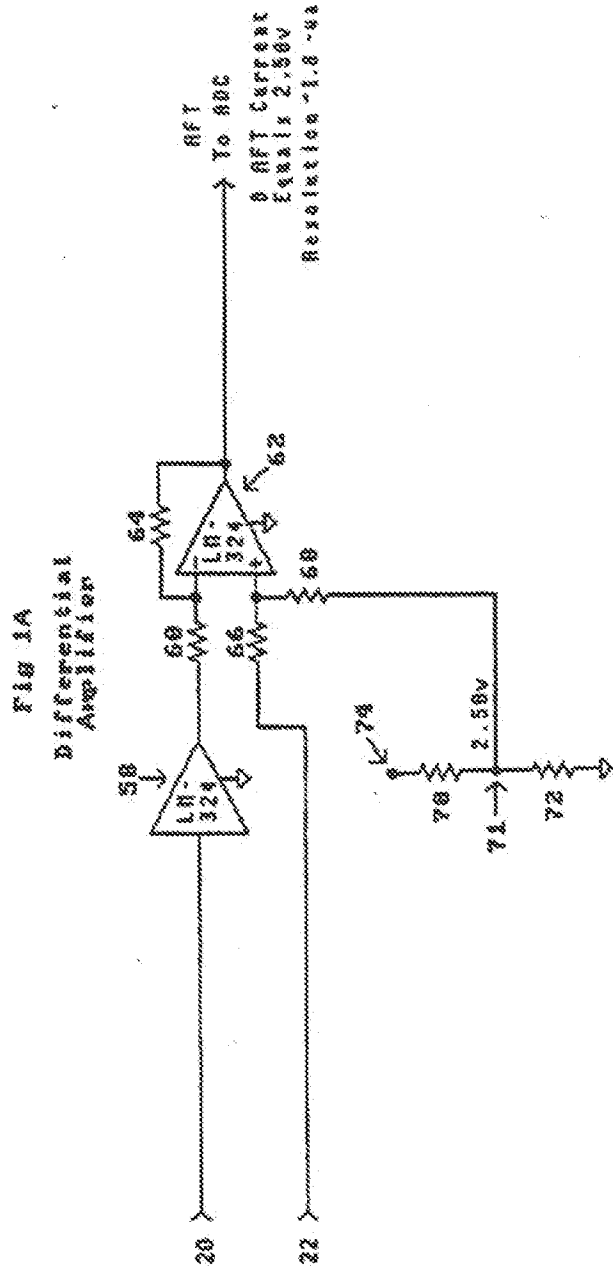 Fig 1A
Differential
Amplifier
58
LM-
324
60
64
LM-
324
-
+
62
66
68
AFT
To ADC
0 AFT Current
Equals 2.50v
20
22
74
70
2.50v
71
72